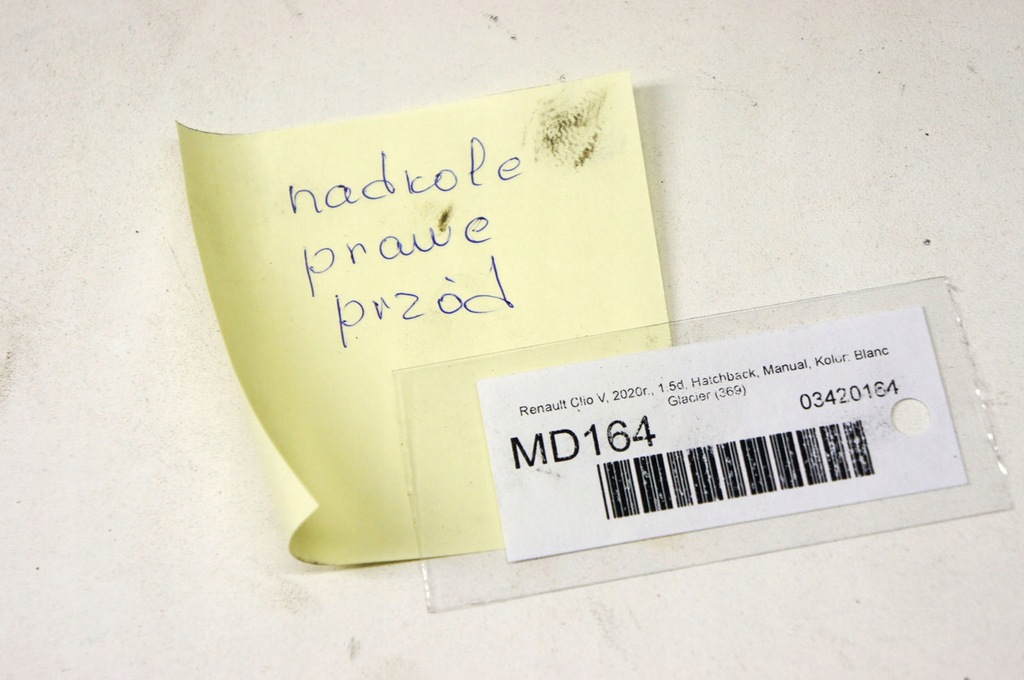 nadkole
prawe
przód
Renault Clio V, 2020r., 1.5d, Hatchback, Manual, Kolor: Blanc
Glacier (369)
03420164
MD164